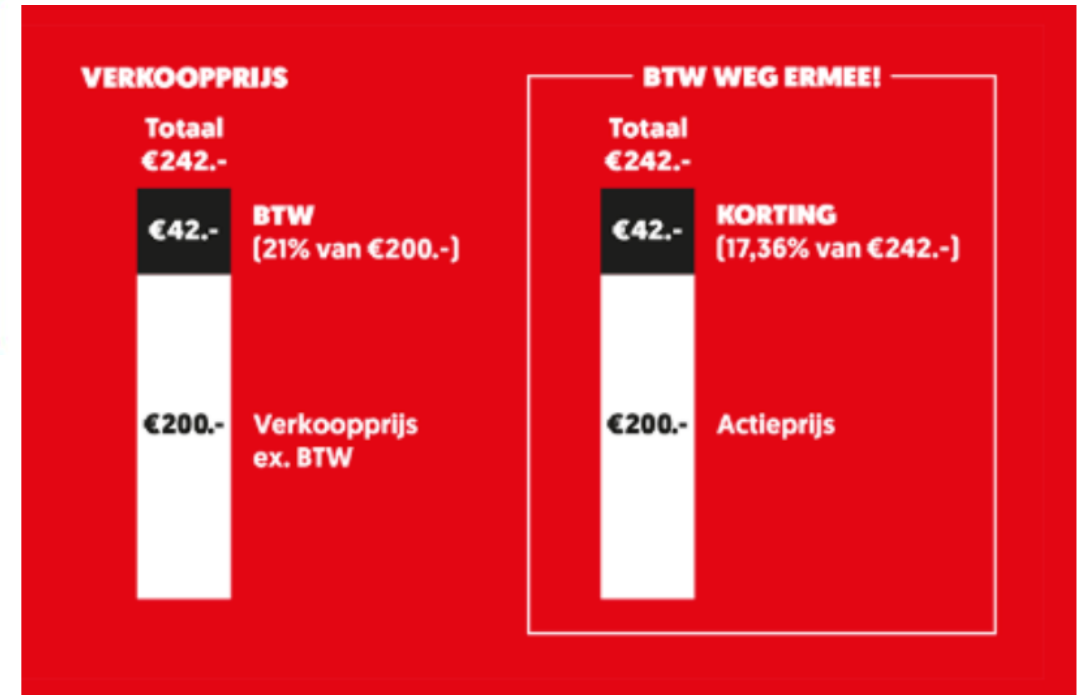 VERKOOPPRIJS
Totaal
€242.-
€42.-
BTW
(21% van €200.-)
€200.-
Verkoopprijs
ex. BTW
BTW WEG ERMEE!
Totaal
€242.-
€42.-
KORTING
(17,36% van €242.-)
€200.-
Actieprijs